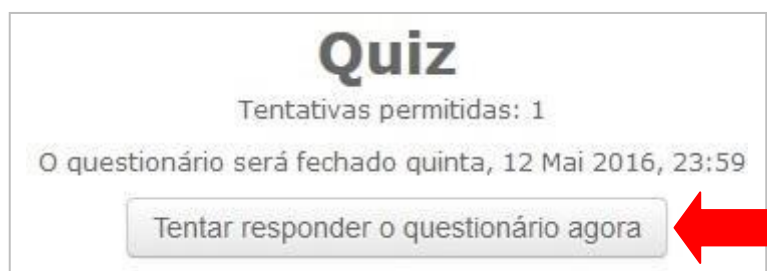 Quiz
Tentativas permitidas: 1
O questionário será fechado quinta, 12 Mai 2016, 23:59
Tentar responder o questionário agora